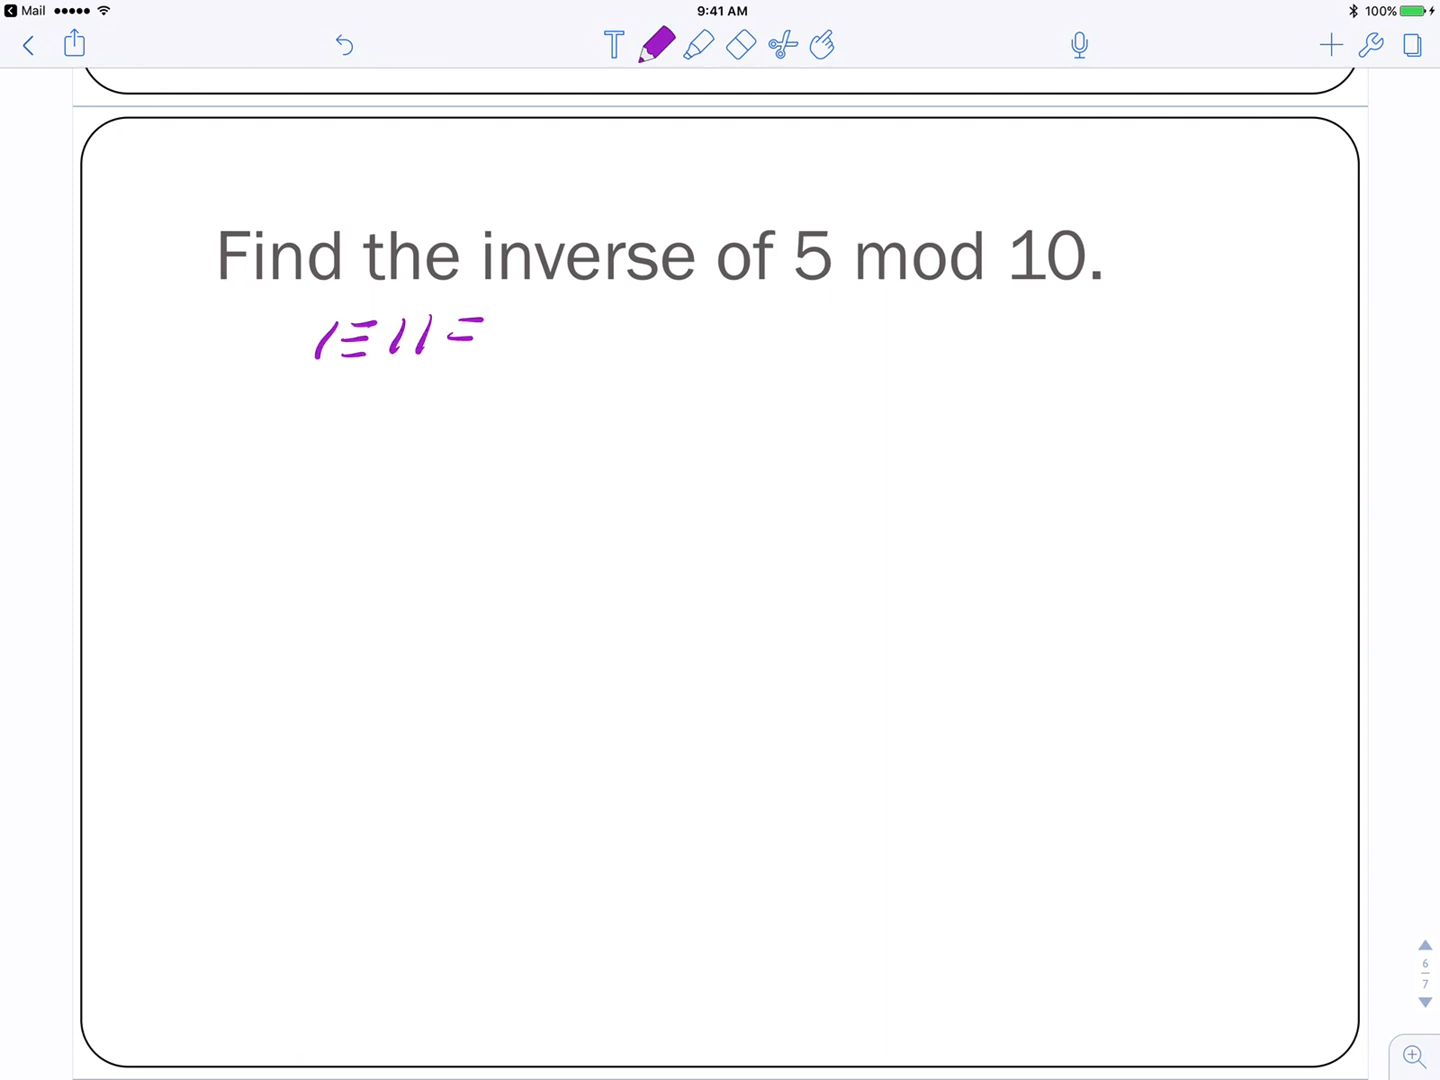 Mail 9:41 AM 100%
Find the inverse of 5 mod 10.
1 ≡ 11 =
6
7